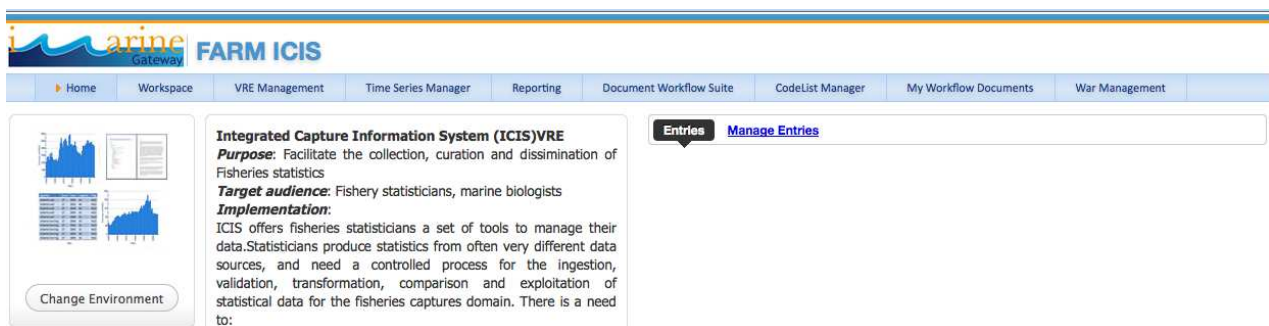 imarine
Gateway
FARM ICIS
Home Workspace VRE Management Time Series Manager Reporting Document Workflow Suite CodeList Manager My Workflow Documents War Management
Change Environment
Integrated Capture Information System (ICIS)VRE
Purpose: Facilitate the collection, curation and dissimination of
Fisheries statistics
Target audience: Fishery statisticians, marine biologists
Implementation:
ICIS offers fisheries statisticians a set of tools to manage their
data.Statisticians produce statistics from often very different data
sources, and need a controlled process for the ingestion,
validation, transformation, comparison and exploitation of
statistical data for the fisheries captures domain. There is a need
to:
Entries Manage Entries